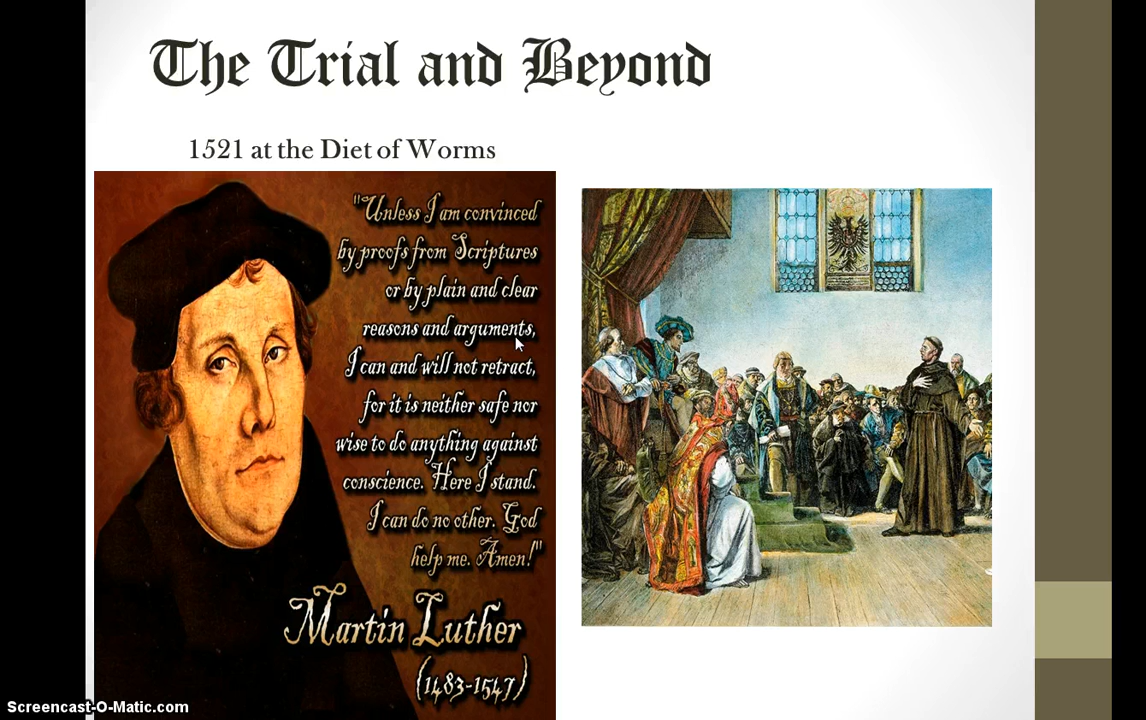 The Trial and Beyond
1521 at the Diet of Worms
"Unless I am convinced
by proofs from Scriptures
or by plain and clear
reasons and arguments,
I can and will not retract,
for it is neither safe nor
wise to do anything against
conscience. Here I stand.
I can do no other. God
help me. Amen!"
Martin Luther
(1483-1547)
Screencast-O-Matic.com